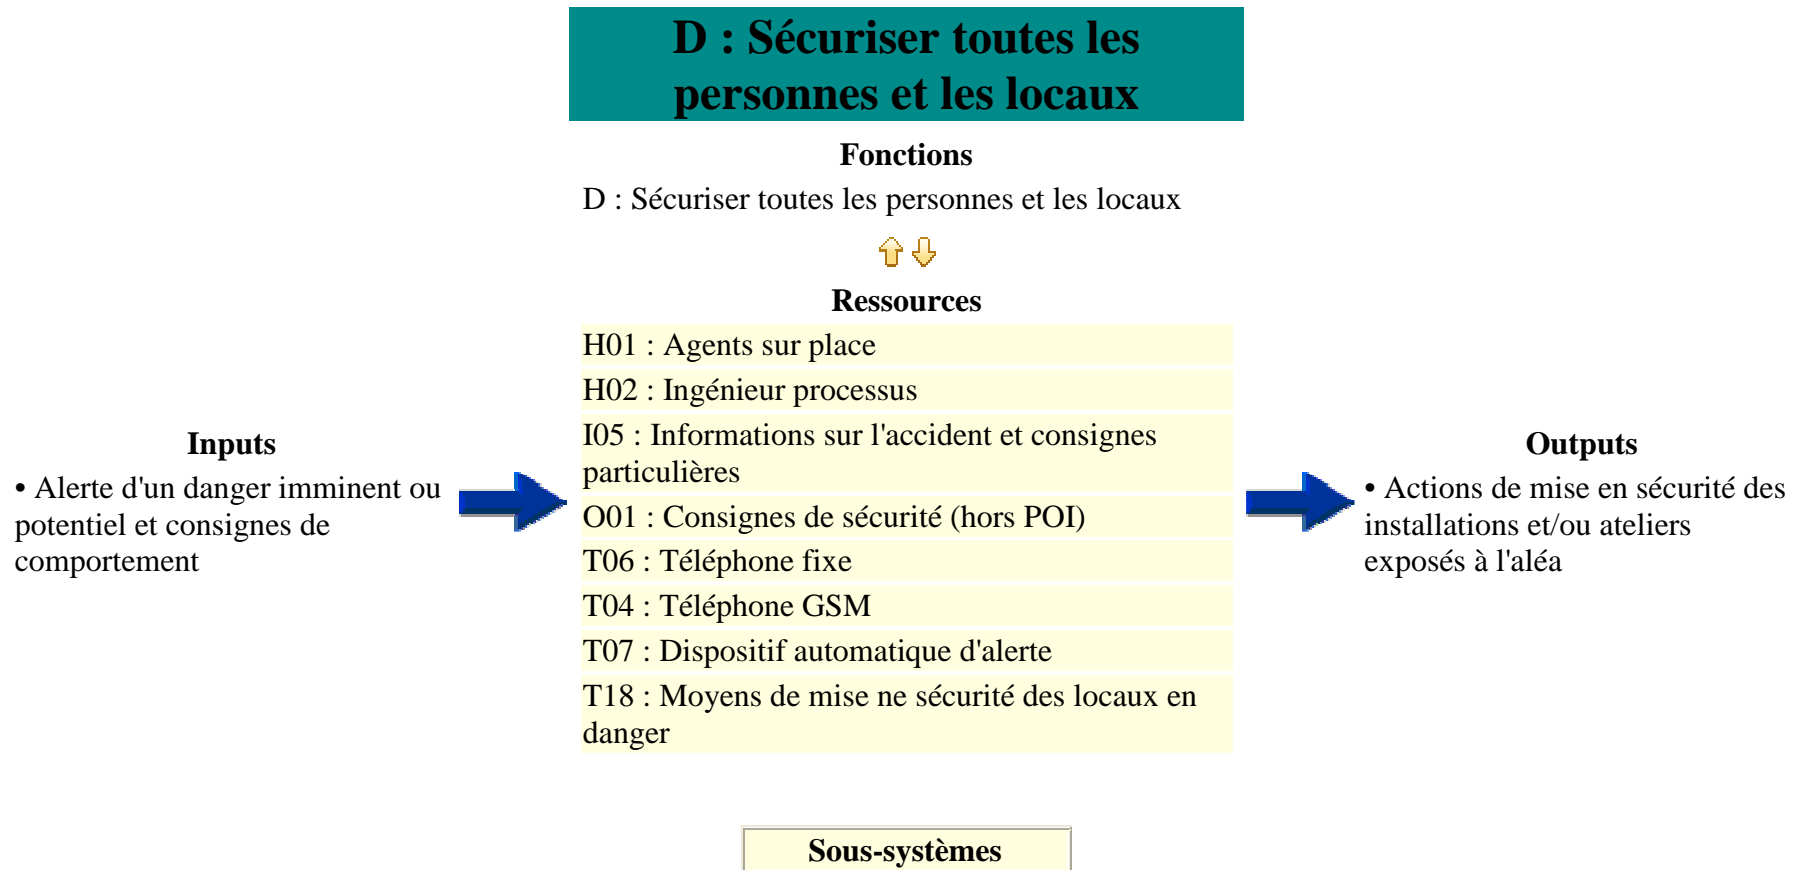 D : Sécuriser toutes les
personnes et les locaux
Fonctions
D : Sécuriser toutes les personnes et les locaux
Ressources
H01 : Agents sur place
H02 : Ingénieur processus
I05 : Informations sur l'accident et consignes
particulières
O01 : Consignes de sécurité (hors POI)
T06 : Téléphone fixe
T04 : Téléphone GSM
T07 : Dispositif automatique d'alerte
T18 : Moyens de mise ne sécurité des locaux en
danger
Inputs
• Alerte d'un danger imminent ou
potentiel et consignes de
comportement
Outputs
• Actions de mise en sécurité des
installations et/ou ateliers
exposés à l'aléa
Sous-systèmes